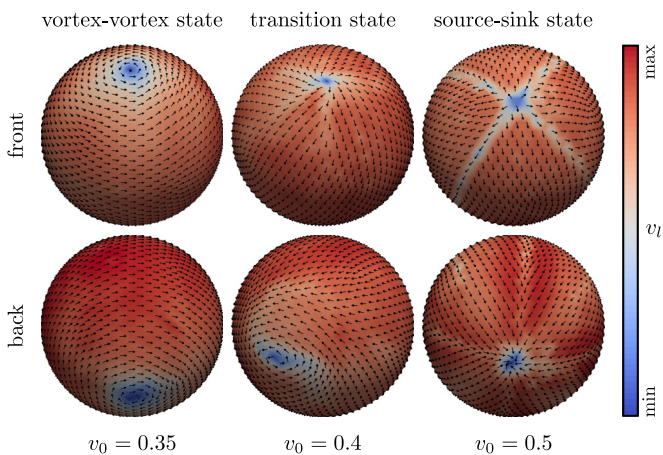 vortex-vortex state transition state source-sink state
front
back
max
v_l
min
v_0 = 0.35 v_0 = 0.4 v_0 = 0.5